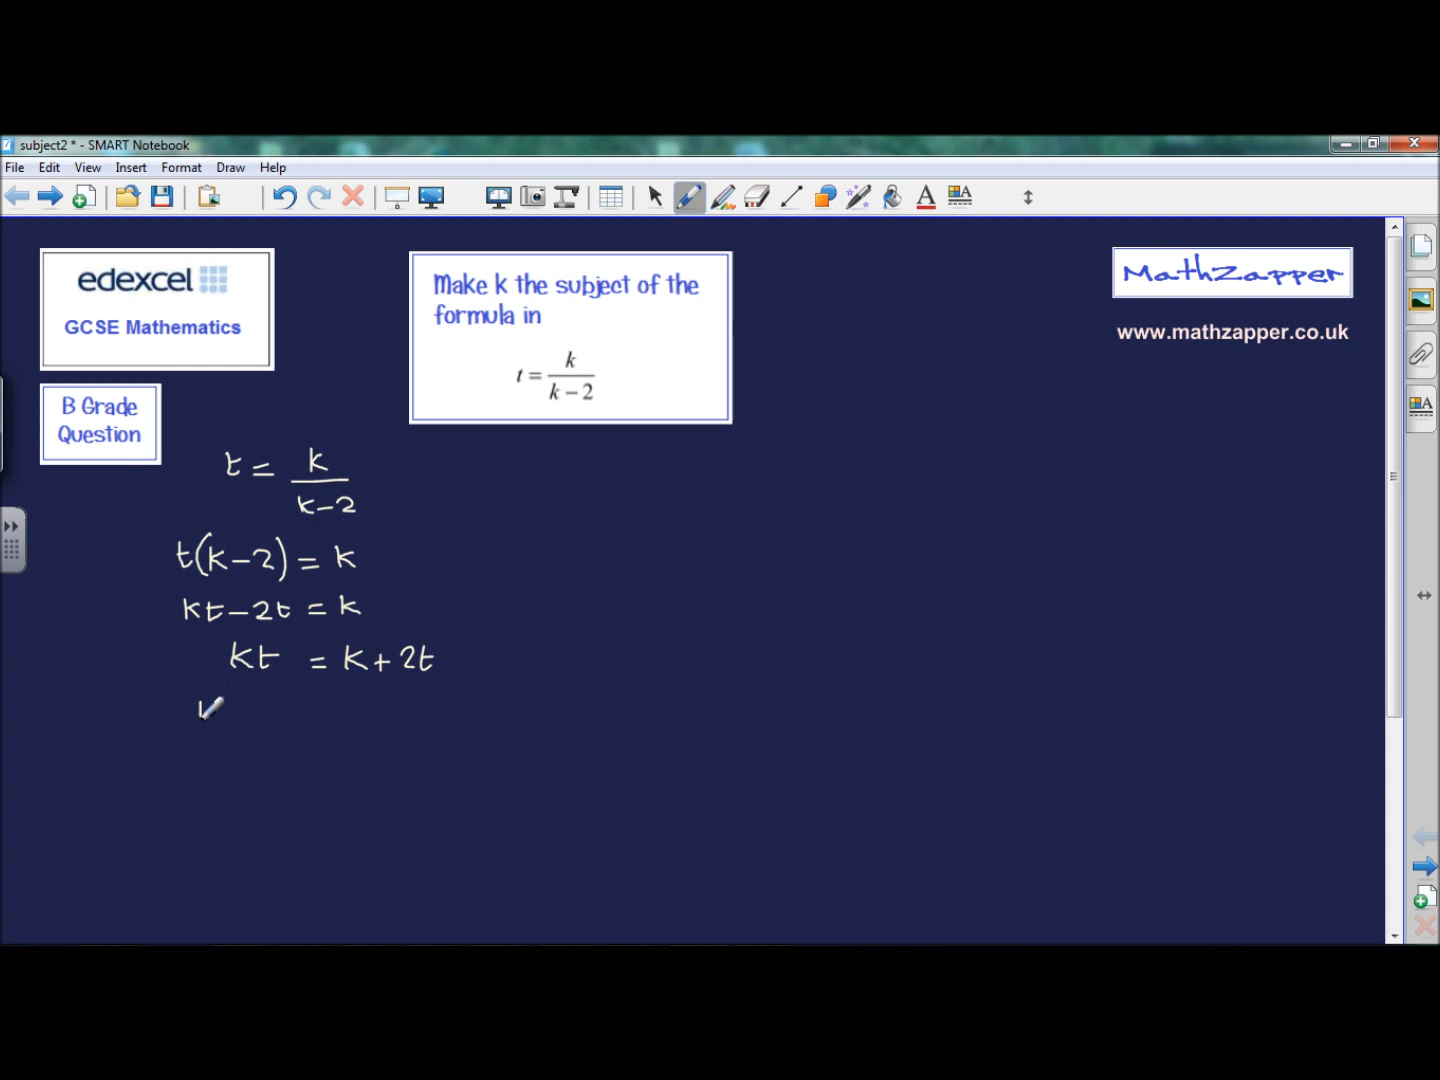 subject2 * - SMART Notebook
File Edit View Insert Format Draw Help
edexcel
GCSE Mathematics
Make k the subject of the
formula in
t = k / (k − 2)
MathZapper
www.mathzapper.co.uk
B Grade
Question
t = k / (k − 2)
t(k − 2) = k
kt − 2t = k
kt = k + 2t